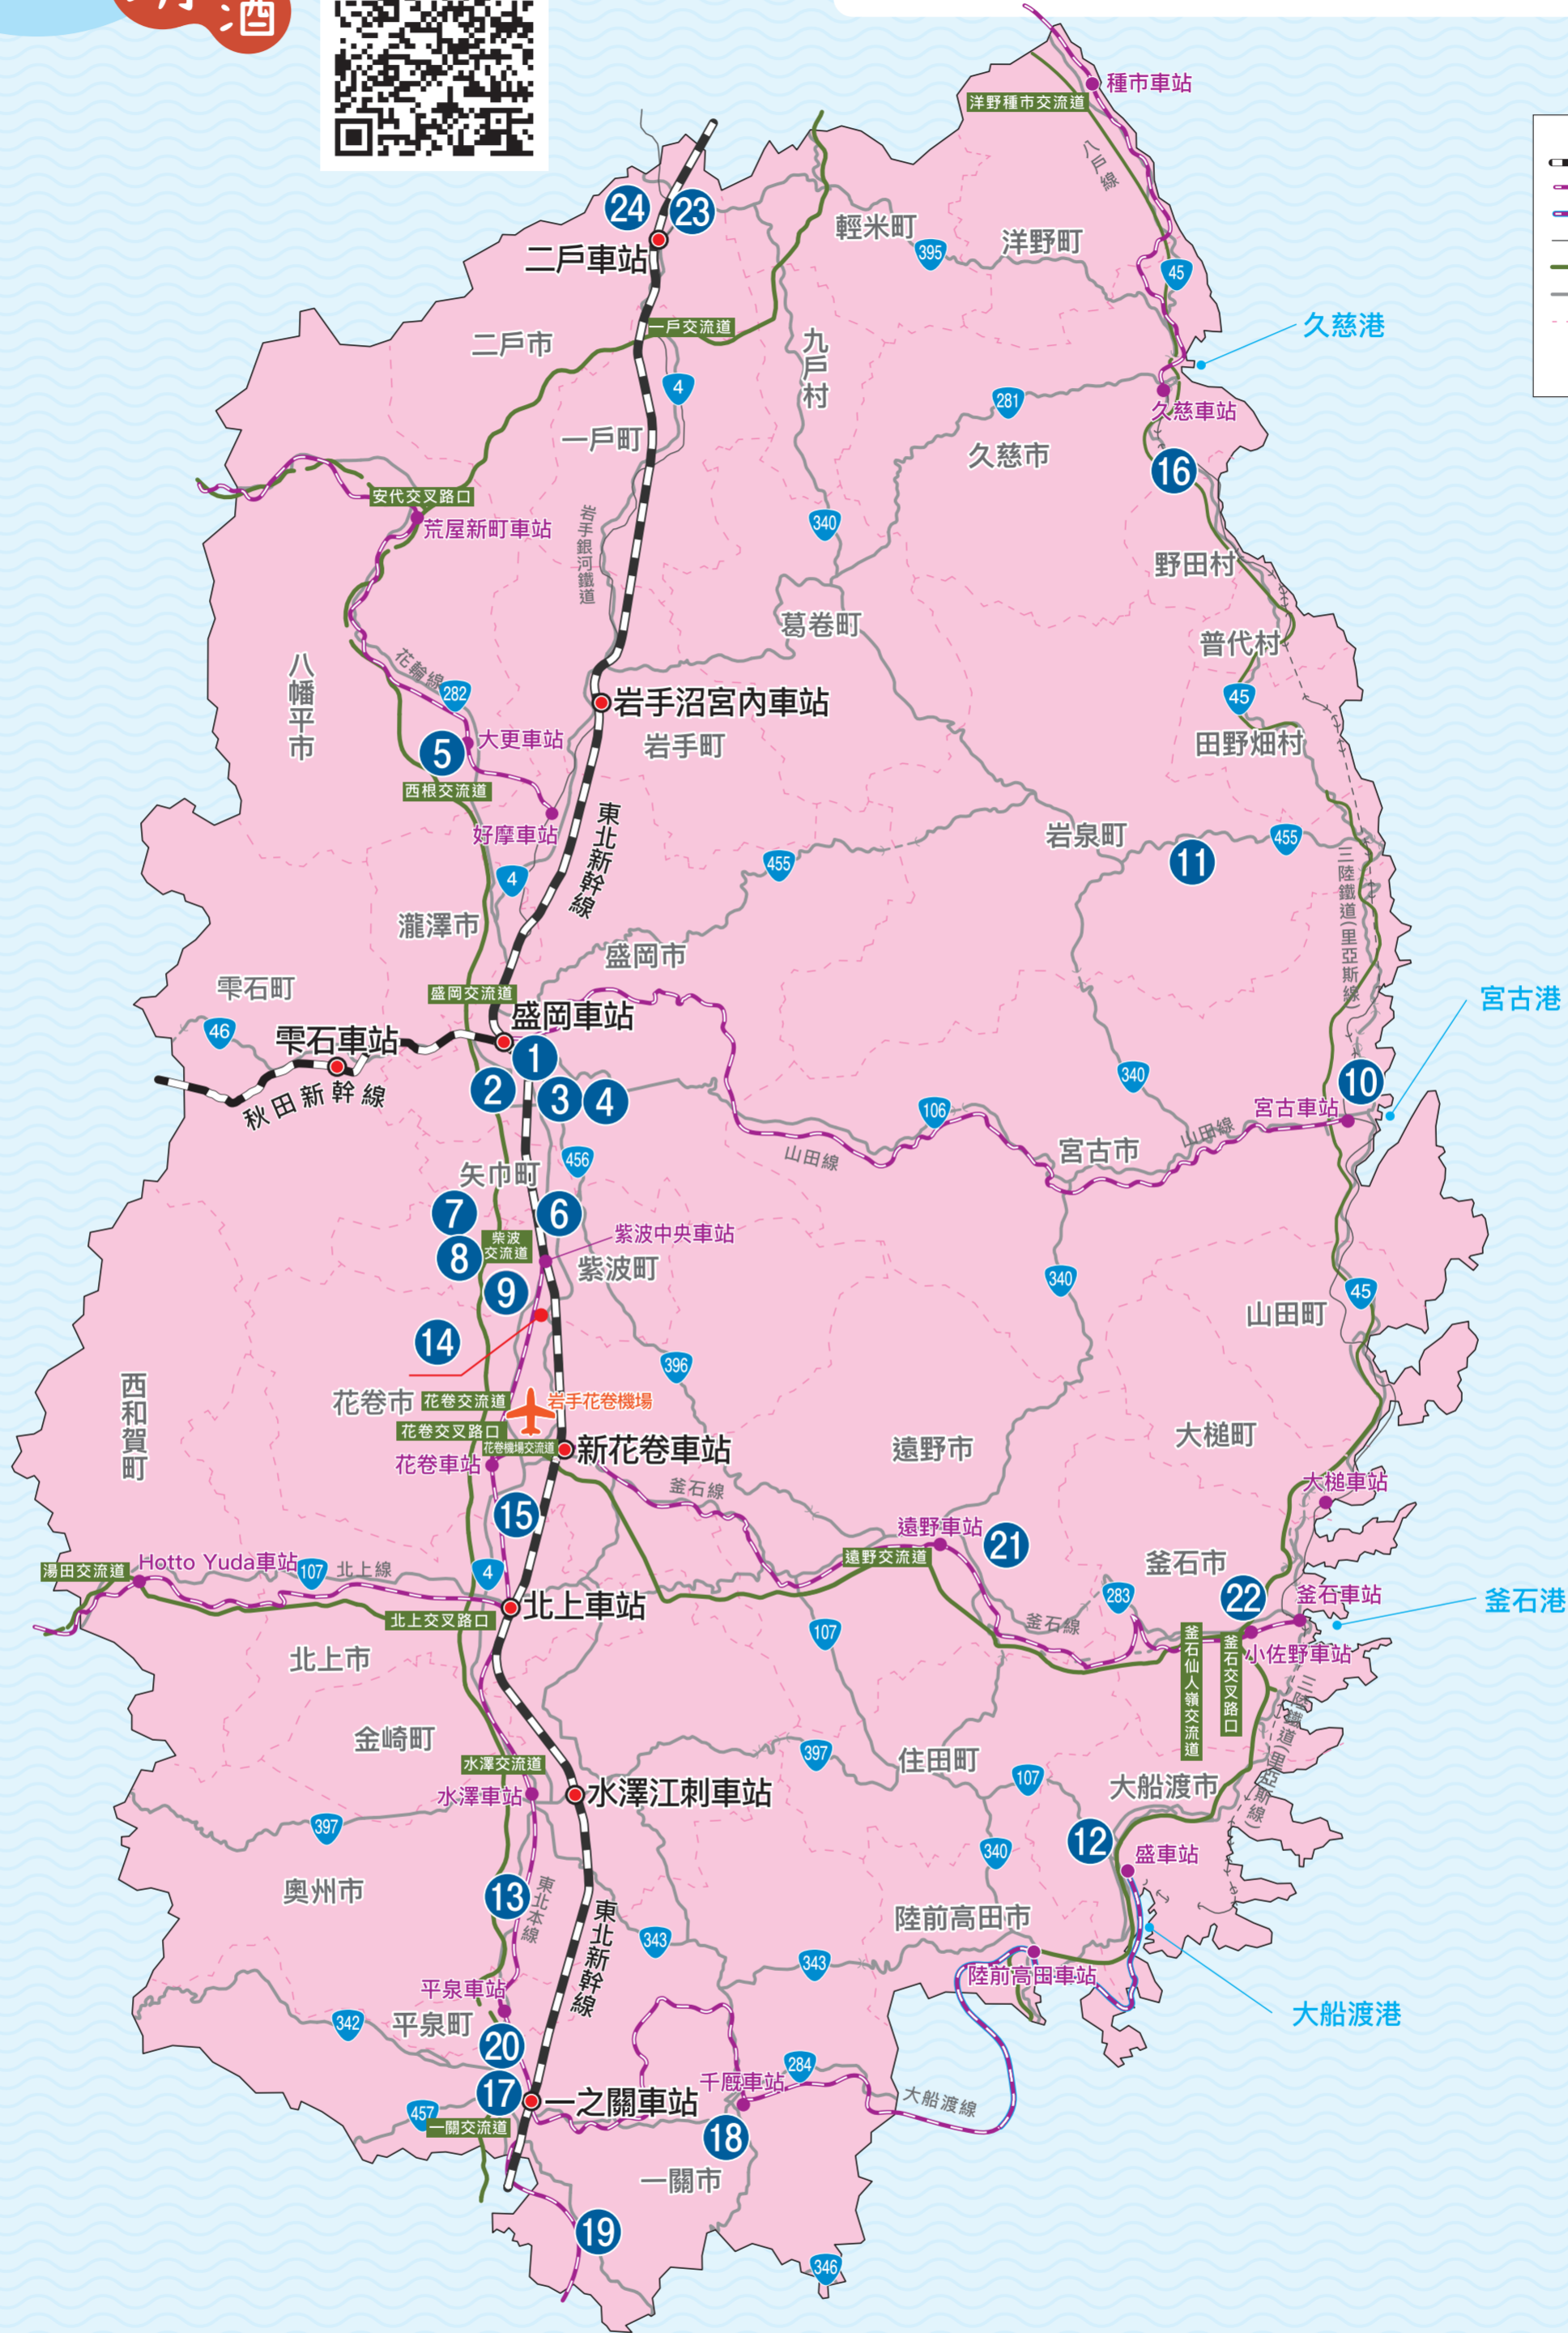 酒
種市車站
洋野種市交流道
八戶線
24
23
輕米町
395
洋野町
二戶車站
45
一戶交流道
久慈港
二戶市
九戶村
4
281
久慈車站
一戶町
久慈市
16
安代交叉路口
荒屋新町車站
岩手銀河鐵道
340
野田村
葛卷町
普代村
八幡平市
花輪線
282
岩手沼宮內車站
45
5
大更車站
岩手町
田野畑村
西根交流道
好摩車站
東北新幹線
岩泉町
455
455
11
4
三陸鐵道(里亞斯線)
瀧澤市
盛岡市
雫石町
盛岡交流道
宮古港
盛岡車站
46
雫石車站
1
2
3
4
340
10
秋田新幹線
106
宮古車站
山田線
山田線
宮古市
456
矢巾町
7
6
紫波中央車站
柴波
交流道
8
紫波町
9
340
45
山田町
14
396
西和賀町
花卷市
花卷交流道
岩手花卷機場
花卷交叉路口
花卷機場交流道
新花卷車站
大槌町
遠野市
花卷車站
釜石線
大槌車站
15
遠野車站
21
遠野交流道
釜石市
湯田交流道
Hotto Yuda車站
107
北上線
4
283
22
釜石車站
釜石港
北上車站
北上交叉路口
107
釜石線
釜石仙人嶺交流道
釜石交叉路口
小佐野車站
北上市
三陸鐵道(里亞斯線)
金崎町
397
住田町
水澤交流道
107
水澤車站
水澤江刺車站
大船渡市
397
12
340
盛車站
奧州市
13
東北本線
東北新幹線
陸前高田市
343
343
陸前高田車站
平泉車站
大船渡港
342
平泉町
20
284
17
千厩車站
一之關車站
大船渡線
457
一關交流道
18
一關市
19
346